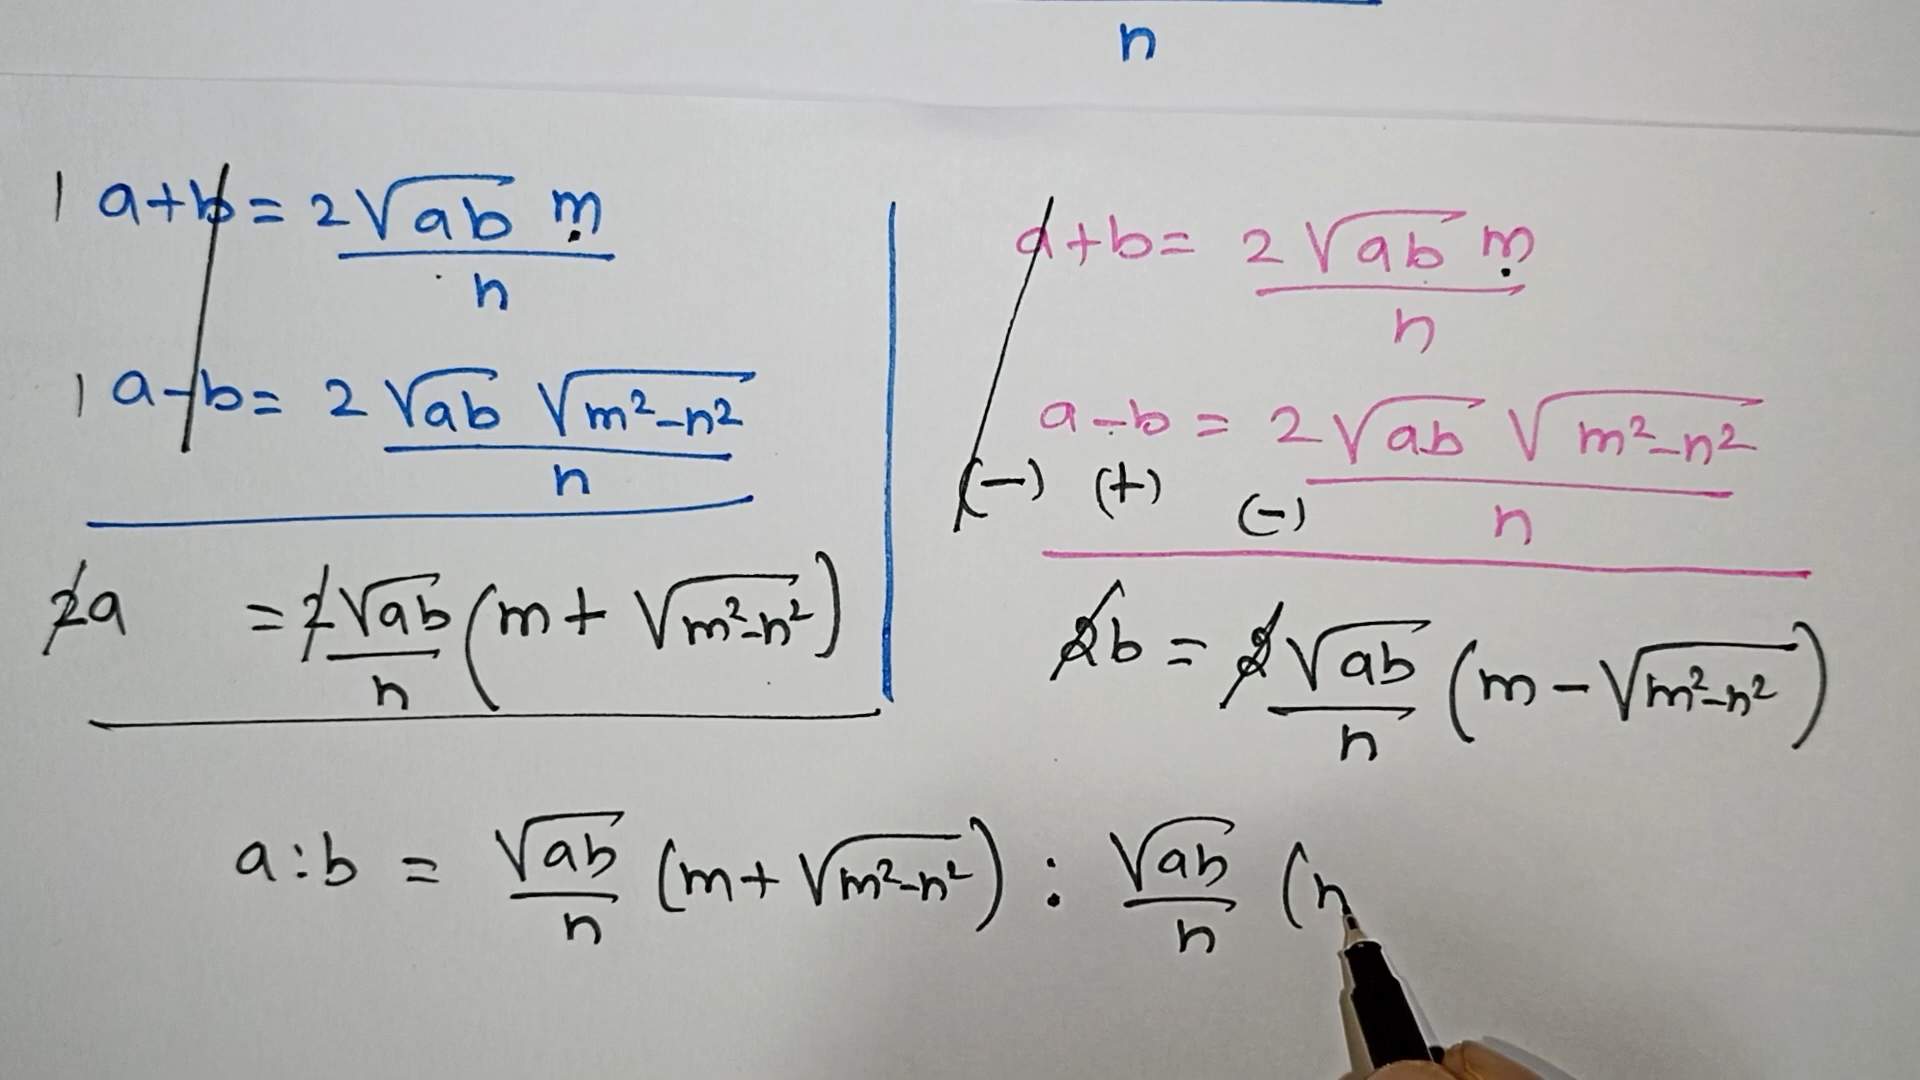 n
| a+b = 2√ab m / n
| a-b = 2 √ab √m²-n² / n
2a = 2√ab / n (m + √m²-n²)
a+b = 2√ab m / n
a-b = 2√ab √m²-n² / n
(-) (+) (-)
2b = 2√ab / n (m - √m²-n²)
a:b = √ab / n (m + √m²-n²) : √ab / n (n